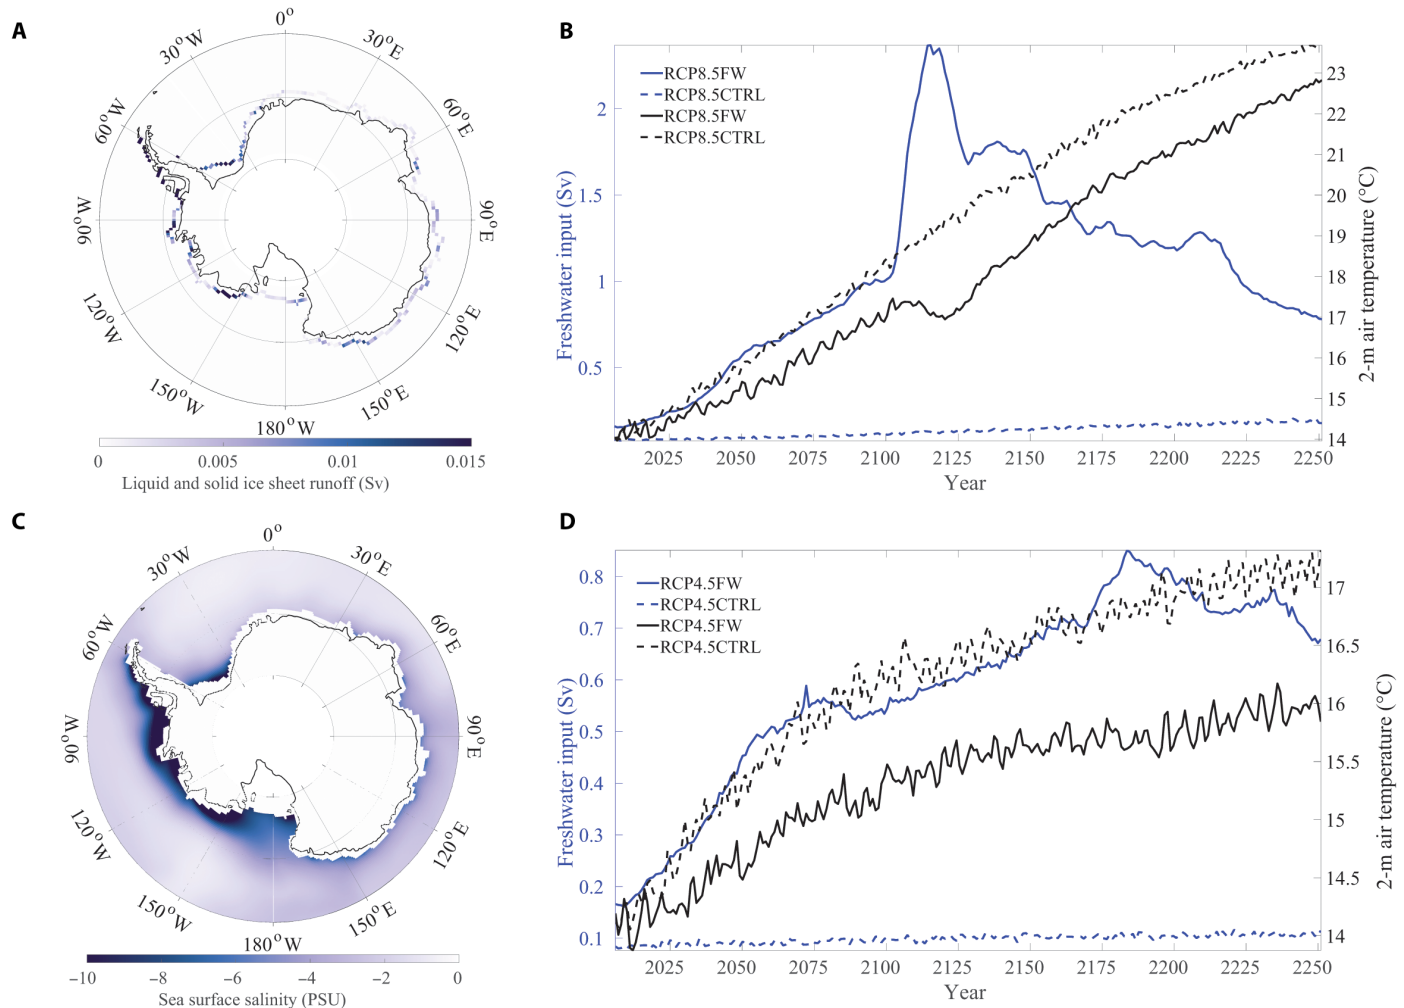 A
0°
30°W
30°E
60°W
60°E
90°W
90°E
120°W
120°E
150°W
150°E
180°W
0 0.005 0.01 0.015
Liquid and solid ice sheet runoff (Sv)
B
RCP8.5FW
RCP8.5CTRL
RCP8.5FW
RCP8.5CTRL
Freshwater input (Sv)
2
1.5
1
0.5
2-m air temperature (°C)
23
22
21
20
19
18
17
16
15
14
2025 2050 2075 2100 2125 2150 2175 2200 2225 2250
Year
C
0°
30°W
30°E
60°W
60°E
90°W
90°E
120°W
120°E
150°W
150°E
180°W
−10 −8 −6 −4 −2 0
Sea surface salinity (PSU)
D
RCP4.5FW
RCP4.5CTRL
RCP4.5FW
RCP4.5CTRL
Freshwater input (Sv)
0.8
0.7
0.6
0.5
0.4
0.3
0.2
0.1
2-m air temperature (°C)
17
16.5
16
15.5
15
14.5
14
2025 2050 2075 2100 2125 2150 2175 2200 2225 2250
Year